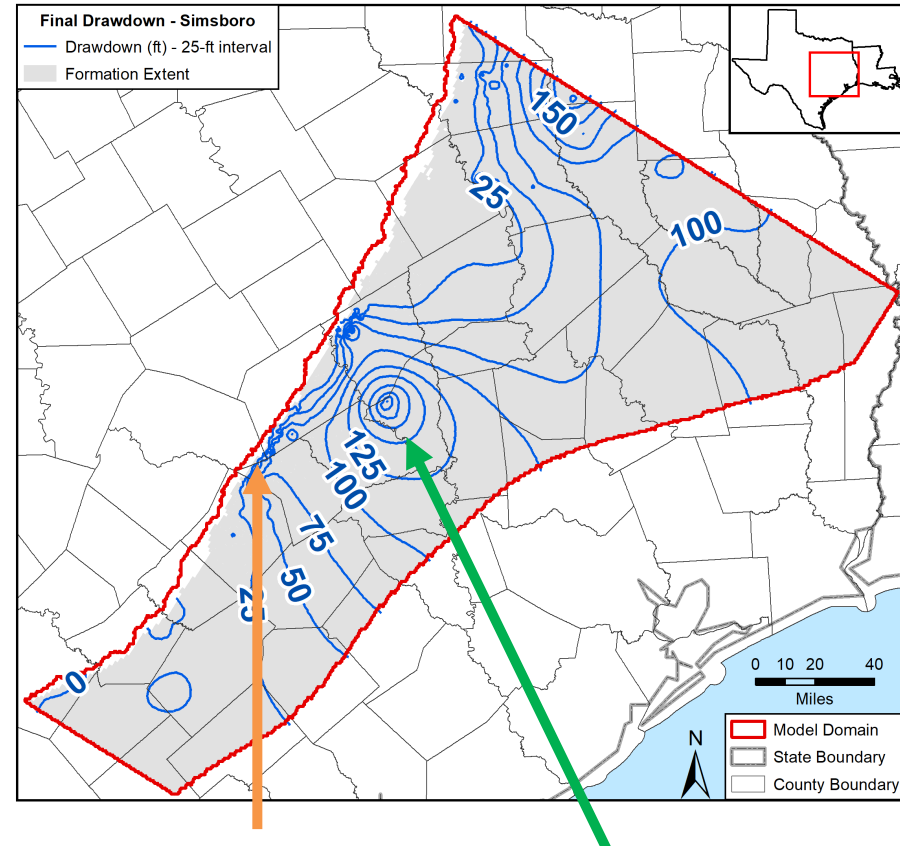 Final Drawdown - Simsboro
Drawdown (ft) - 25-ft interval
Formation Extent
150
25
100
125
100
75
50
25
0
0 10 20 40
Miles
N
Model Domain
State Boundary
County Boundary